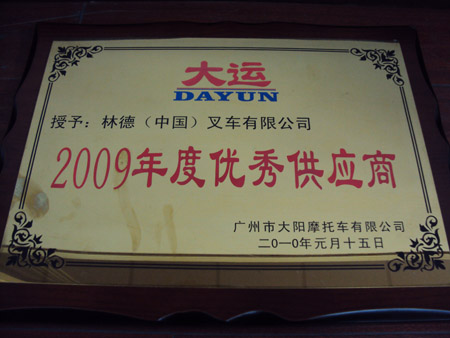 大运
DAYUN
授予：林德（中国）叉车有限公司
2009年度优秀供应商
广州市大阳摩托车有限公司
二0一0年元月十五日